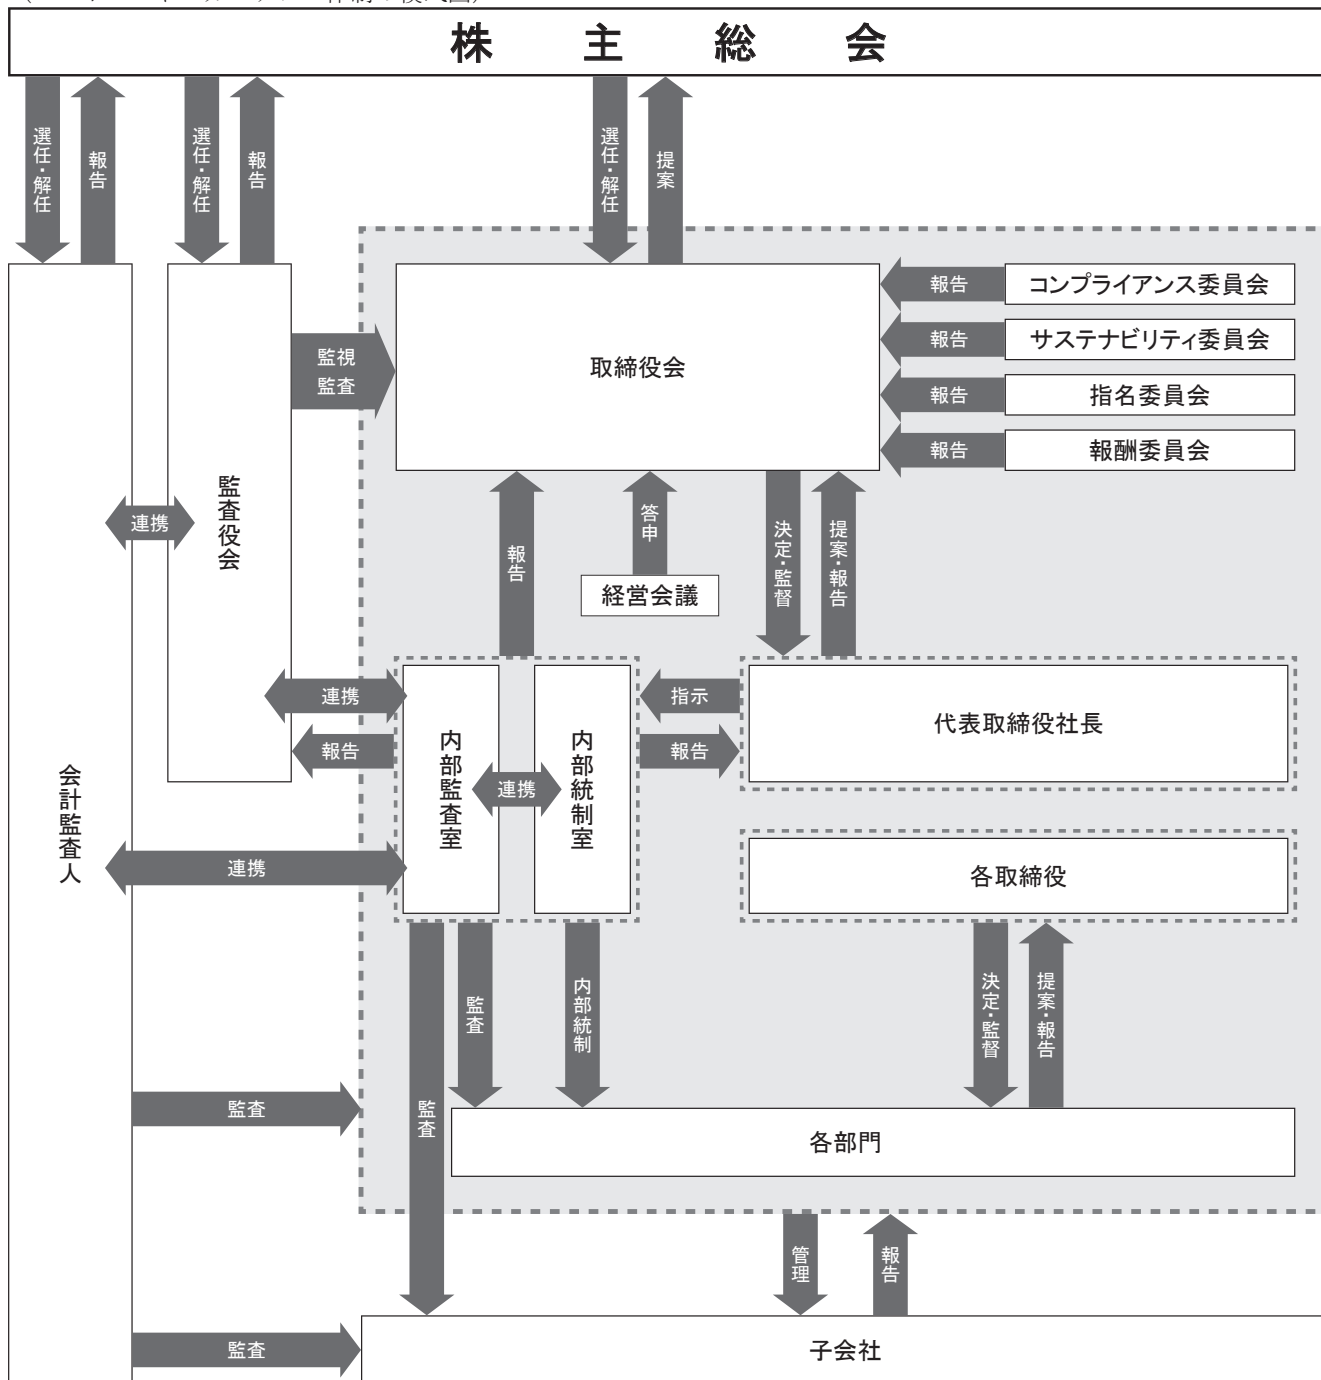 株主総会
選任・解任
報告
選任・解任
報告
選任・解任
提案
取締役会
報告
コンプライアンス委員会
報告
サステナビリティ委員会
報告
指名委員会
報告
報酬委員会
監視
監査
監査役会
連携
報告
答申
経営会議
決定・監督
提案・報告
連携
報告
内部監査室
連携
内部統制室
指示
報告
代表取締役社長
会計監査人
連携
各取締役
監査
監査
内部統制
決定・監督
提案・報告
監査
各部門
管理
報告
監査
子会社